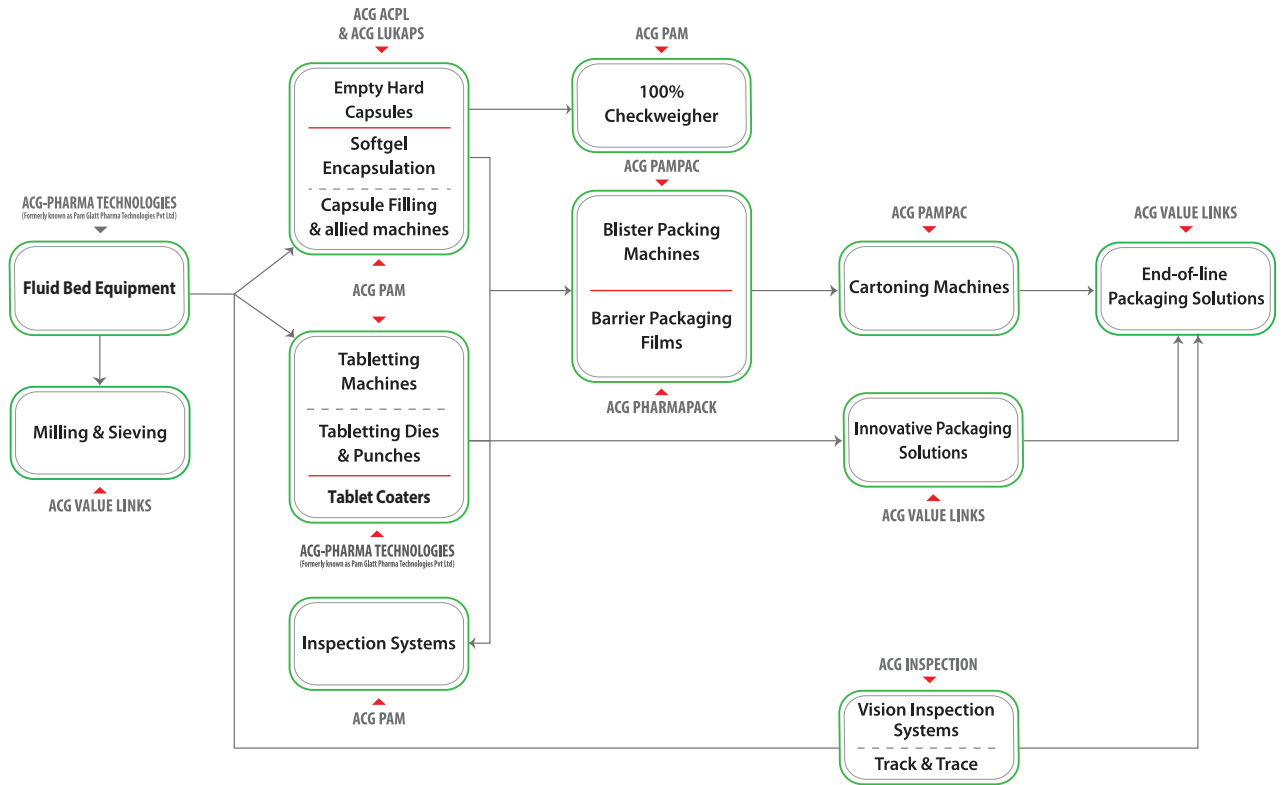 ACG ACPL
& ACG LUKAPS
Empty Hard
Capsules
Softgel
Encapsulation
Capsule Filling
& allied machines
ACG PAM
100%
Checkweigher
ACG PAMPAC
Blister Packing
Machines
Barrier Packaging
Films
ACG PHARMAPACK
ACG-PHARMA TECHNOLOGIES
(Formerly known as Pam Glatt Pharma Technologies Pvt Ltd)
Fluid Bed Equipment
Milling & Sieving
ACG VALUE LINKS
ACG PAM
Tabletting
Machines
Tabletting Dies
& Punches
Tablet Coaters
ACG-PHARMA TECHNOLOGIES
(Formerly known as Pam Glatt Pharma Technologies Pvt Ltd)
Inspection Systems
ACG PAM
ACG PAMPAC
Cartoning Machines
ACG VALUE LINKS
End-of-line
Packaging Solutions
Innovative Packaging
Solutions
ACG VALUE LINKS
ACG INSPECTION
Vision Inspection
Systems
Track & Trace